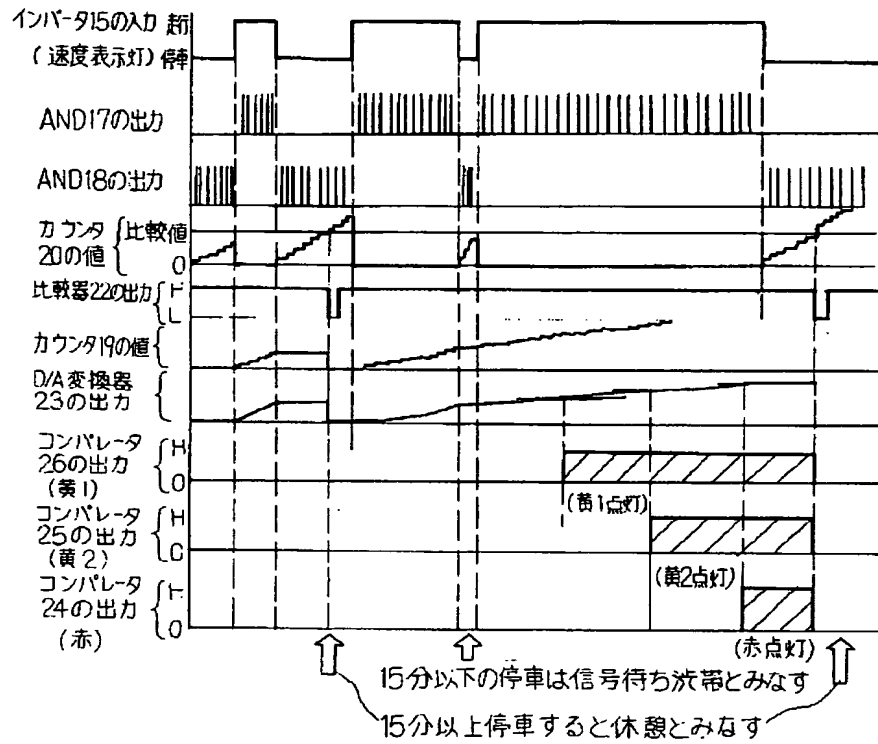 インバータ15の入力 走行
(速度表示灯) 停車
AND17の出力
AND18の出力
カウンタ 比較値
20の値 0
比較器22の出力 H
L
カウンタ19の値
D/A変換器
23の出力
コンパレータ H
26の出力
(黄1) 0
(黄1点灯)
コンパレータ H
25の出力
(黄2) 0
(黄2点灯)
コンパレータ H
24の出力
(赤) 0
(赤点灯)
15分以下の停車は信号待ち渋帯とみなす
15分以上停車すると休憩とみなす